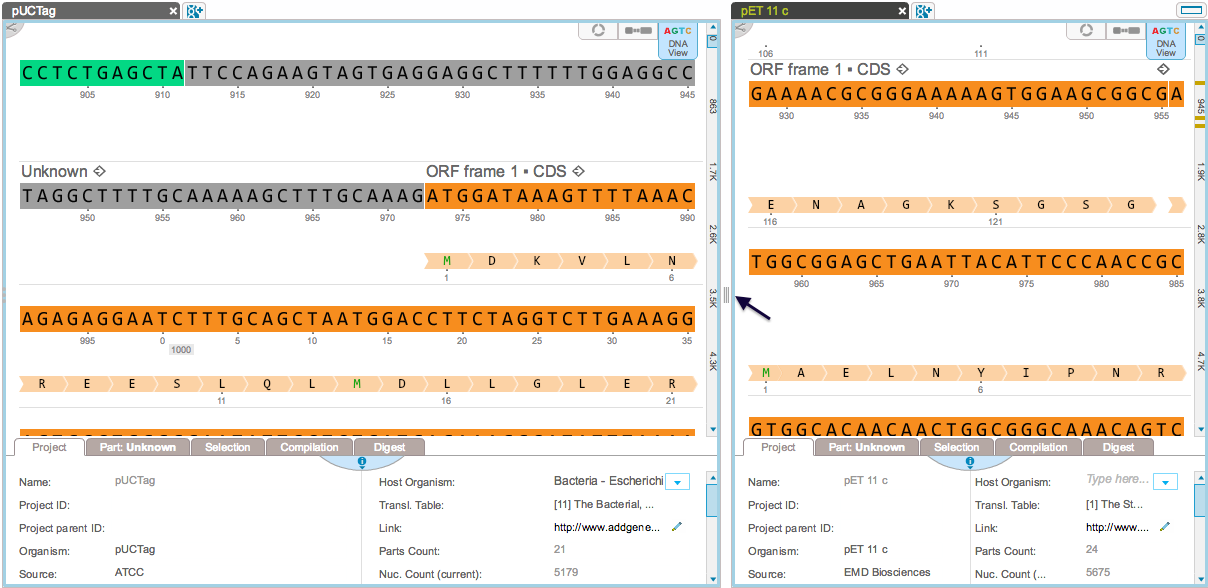 pUCTag x
AGTC
DNA
View
CCTCTGAGCTATTCCAGAAGTAGTGAGGAGGCTTTTTTGGAGGCC
905 910 915 920 925 930 935 940 945
Unknown ORF frame 1 ▪ CDS
TAGGCTTTTGCAAAAAGCTTTGCAAAGATGGATAAAGTTTTAAAC
950 955 960 965 970 975 980 985 990
M D K V L N
1 6
AGAGAGGAATCTTTGCAGCTAATGGACCTTCTAGGTCTTGAAAGG
995 0 5 10 15 20 25 30 35
1000
R E E S L Q L M D L L G L E R
11 16 21
0
863
1.7K
2.6K
3.5K
4.3K
Project Part: Unknown Selection Compilation Digest
Name: pUCTag
Project ID:
Project parent ID:
Organism: pUCTag
Source: ATCC
Host Organism: Bacteria - Escherichi
Transl. Table: [11] The Bacterial, ...
Link: http://www.addgene...
Parts Count: 21
Nuc. Count (current): 5179
pET 11 c x
AGTC
DNA
View
106 111
ORF frame 1 ▪ CDS
GAAAACGCGGGAAAAAGTGGAAGCGGCGA
930 935 940 945 950 955
E N A G K S G S G
116 121
TGGCGGAGCTGAATTACATTCCCAACCGC
960 965 970 975 980 985
M A E L N Y I P N R
1 6
GTGGCACAACAACTGGCGGGCAAACAGTC
0
945
1.9K
2.8K
3.8K
4.7K
Project Part: Unknown Selection Compilation Digest
Name: pET 11 c
Project ID:
Project parent ID:
Organism: pET 11 c
Source: EMD Biosciences
Host Organism: Type here...
Transl. Table: [1] The St...
Link: http://www....
Parts Count: 24
Nuc. Count (... 5675